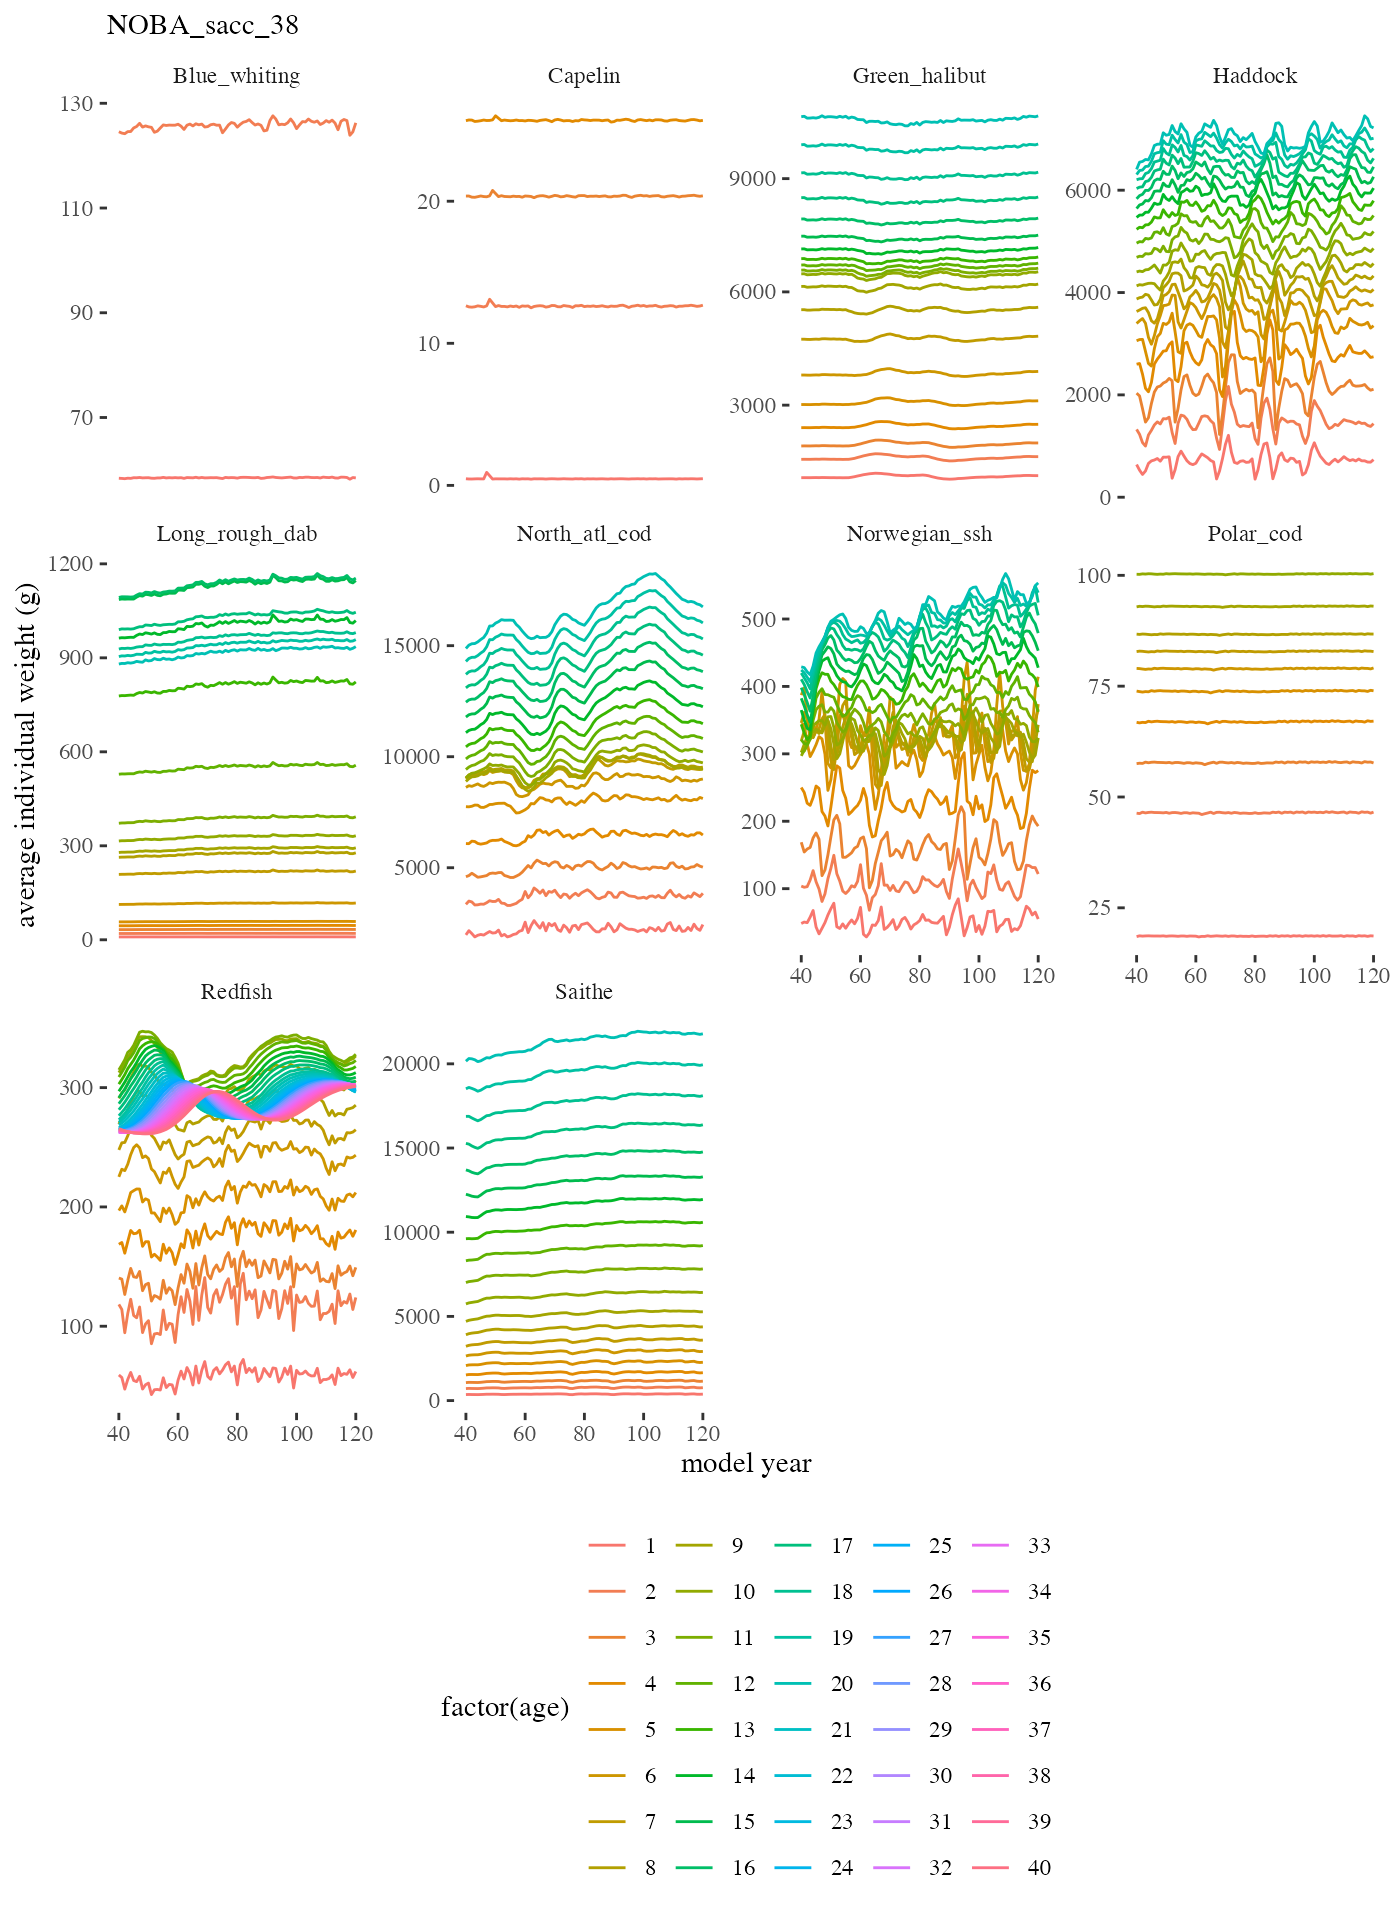 NOBA_sacc_38
Blue_whiting Capelin Green_halibut Haddock
130
110
90
70
20
10
0
9000
6000
3000
6000
4000
2000
0
Long_rough_dab North_atl_cod Norwegian_ssh Polar_cod
1200
900
600
300
0
15000
10000
5000
500
400
300
200
100
100
75
50
25
40 60 80 100 120 40 60 80 100 120
Redfish Saithe
300
200
100
20000
15000
10000
5000
0
40 60 80 100 120 40 60 80 100 120
average individual weight (g)
model year
factor(age)
1 9 17 25 33
2 10 18 26 34
3 11 19 27 35
4 12 20 28 36
5 13 21 29 37
6 14 22 30 38
7 15 23 31 39
8 16 24 32 40